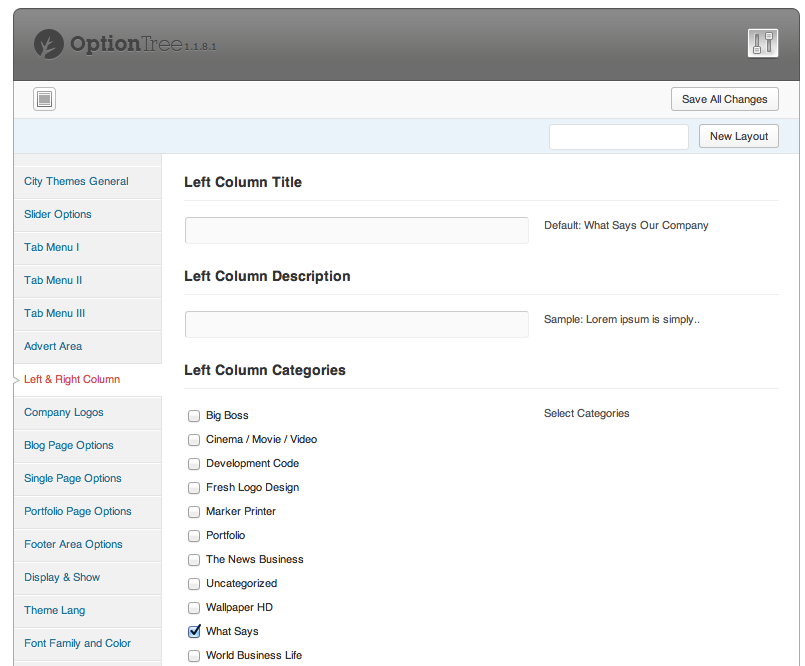 OptionTree 1.1.8.1
Save All Changes
New Layout
City Themes General
Slider Options
Tab Menu I
Tab Menu II
Tab Menu III
Advert Area
Left & Right Column
Company Logos
Blog Page Options
Single Page Options
Portfolio Page Options
Footer Area Options
Display & Show
Theme Lang
Font Family and Color
Left Column Title
Default: What Says Our Company
Left Column Description
Sample: Lorem ipsum is simply..
Left Column Categories
Select Categories
Big Boss
Cinema / Movie / Video
Development Code
Fresh Logo Design
Marker Printer
Portfolio
The News Business
Uncategorized
Wallpaper HD
What Says
World Business Life